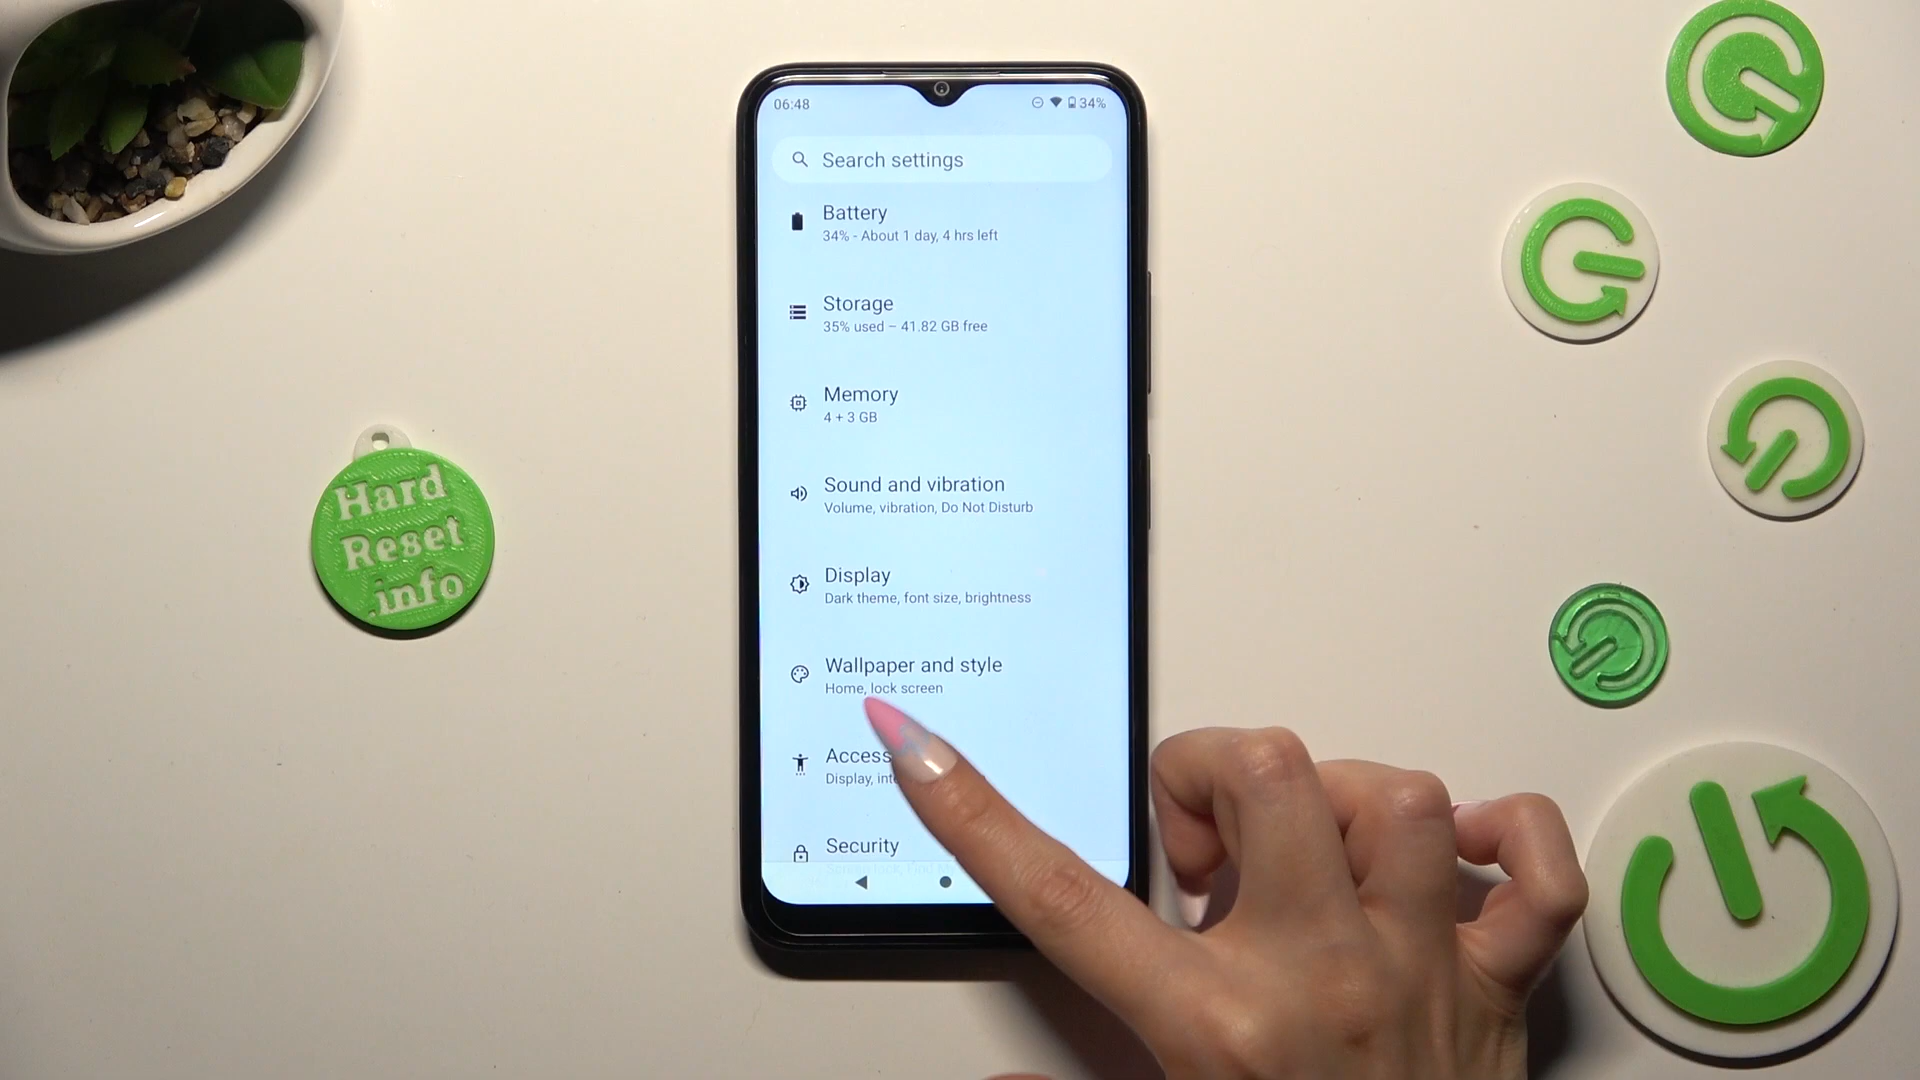 06:48
34%
Search settings
Battery
34% - About 1 day, 4 hrs left
Storage
35% used – 41.82 GB free
Memory
4 + 3 GB
Sound and vibration
Volume, vibration, Do Not Disturb
Display
Dark theme, font size, brightness
Wallpaper and style
Home, lock screen
Access
Display, inte
Security
Hard
Reset
.info